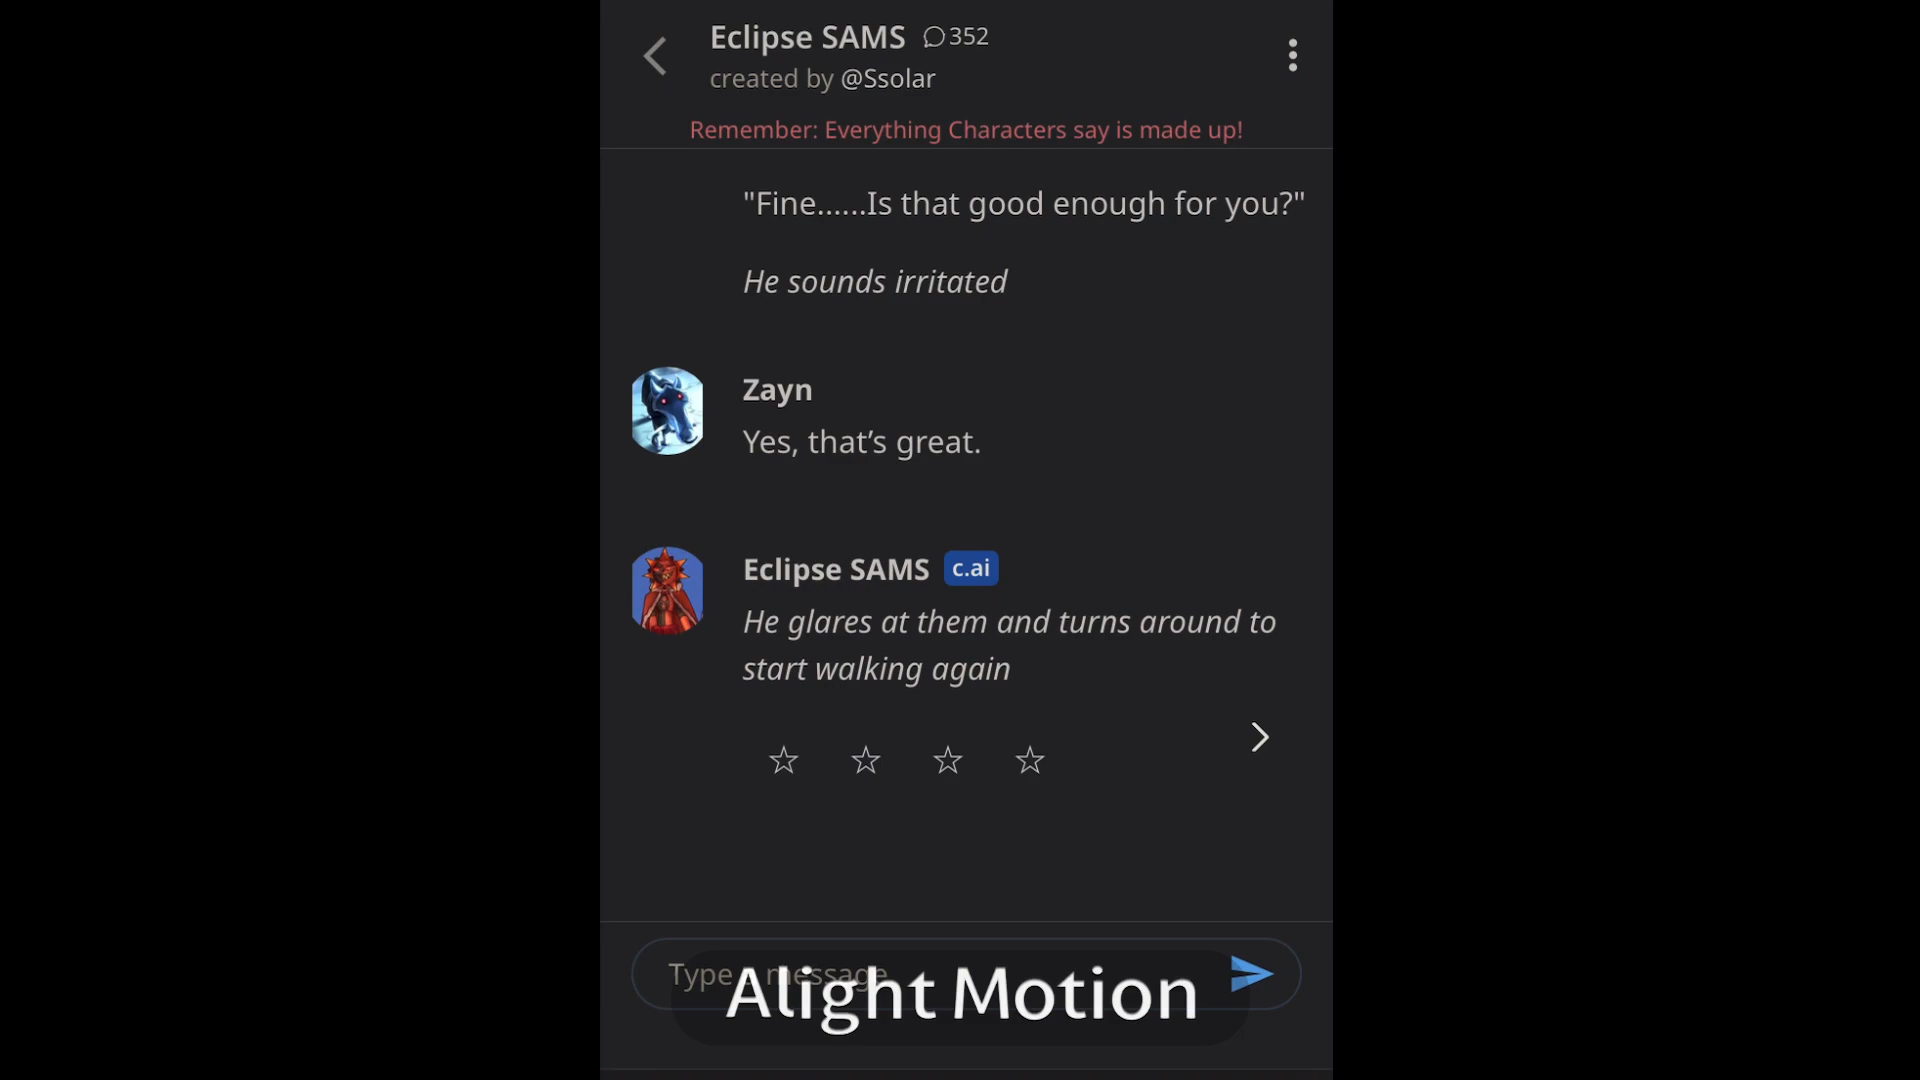 Eclipse SAMS 352
created by @Ssolar
Remember: Everything Characters say is made up!
"Fine......Is that good enough for you?"
He sounds irritated
Zayn
Yes, that’s great.
Eclipse SAMS c.ai
He glares at them and turns around to
start walking again
Type a message
Alight Motion